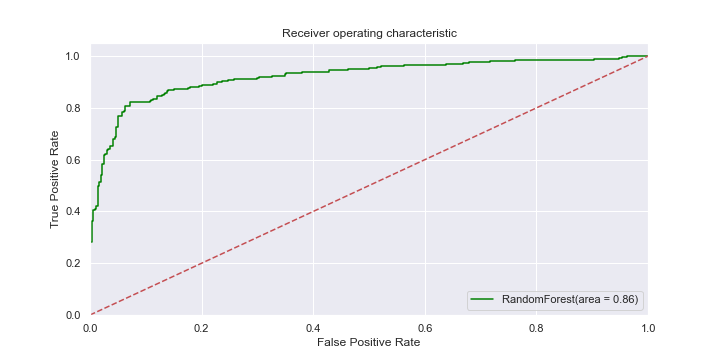 Receiver operating characteristic
True Positive Rate
1.0
0.8
0.6
0.4
0.2
0.0
RandomForest(area = 0.86)
0.0 0.2 0.4 0.6 0.8 1.0
False Positive Rate